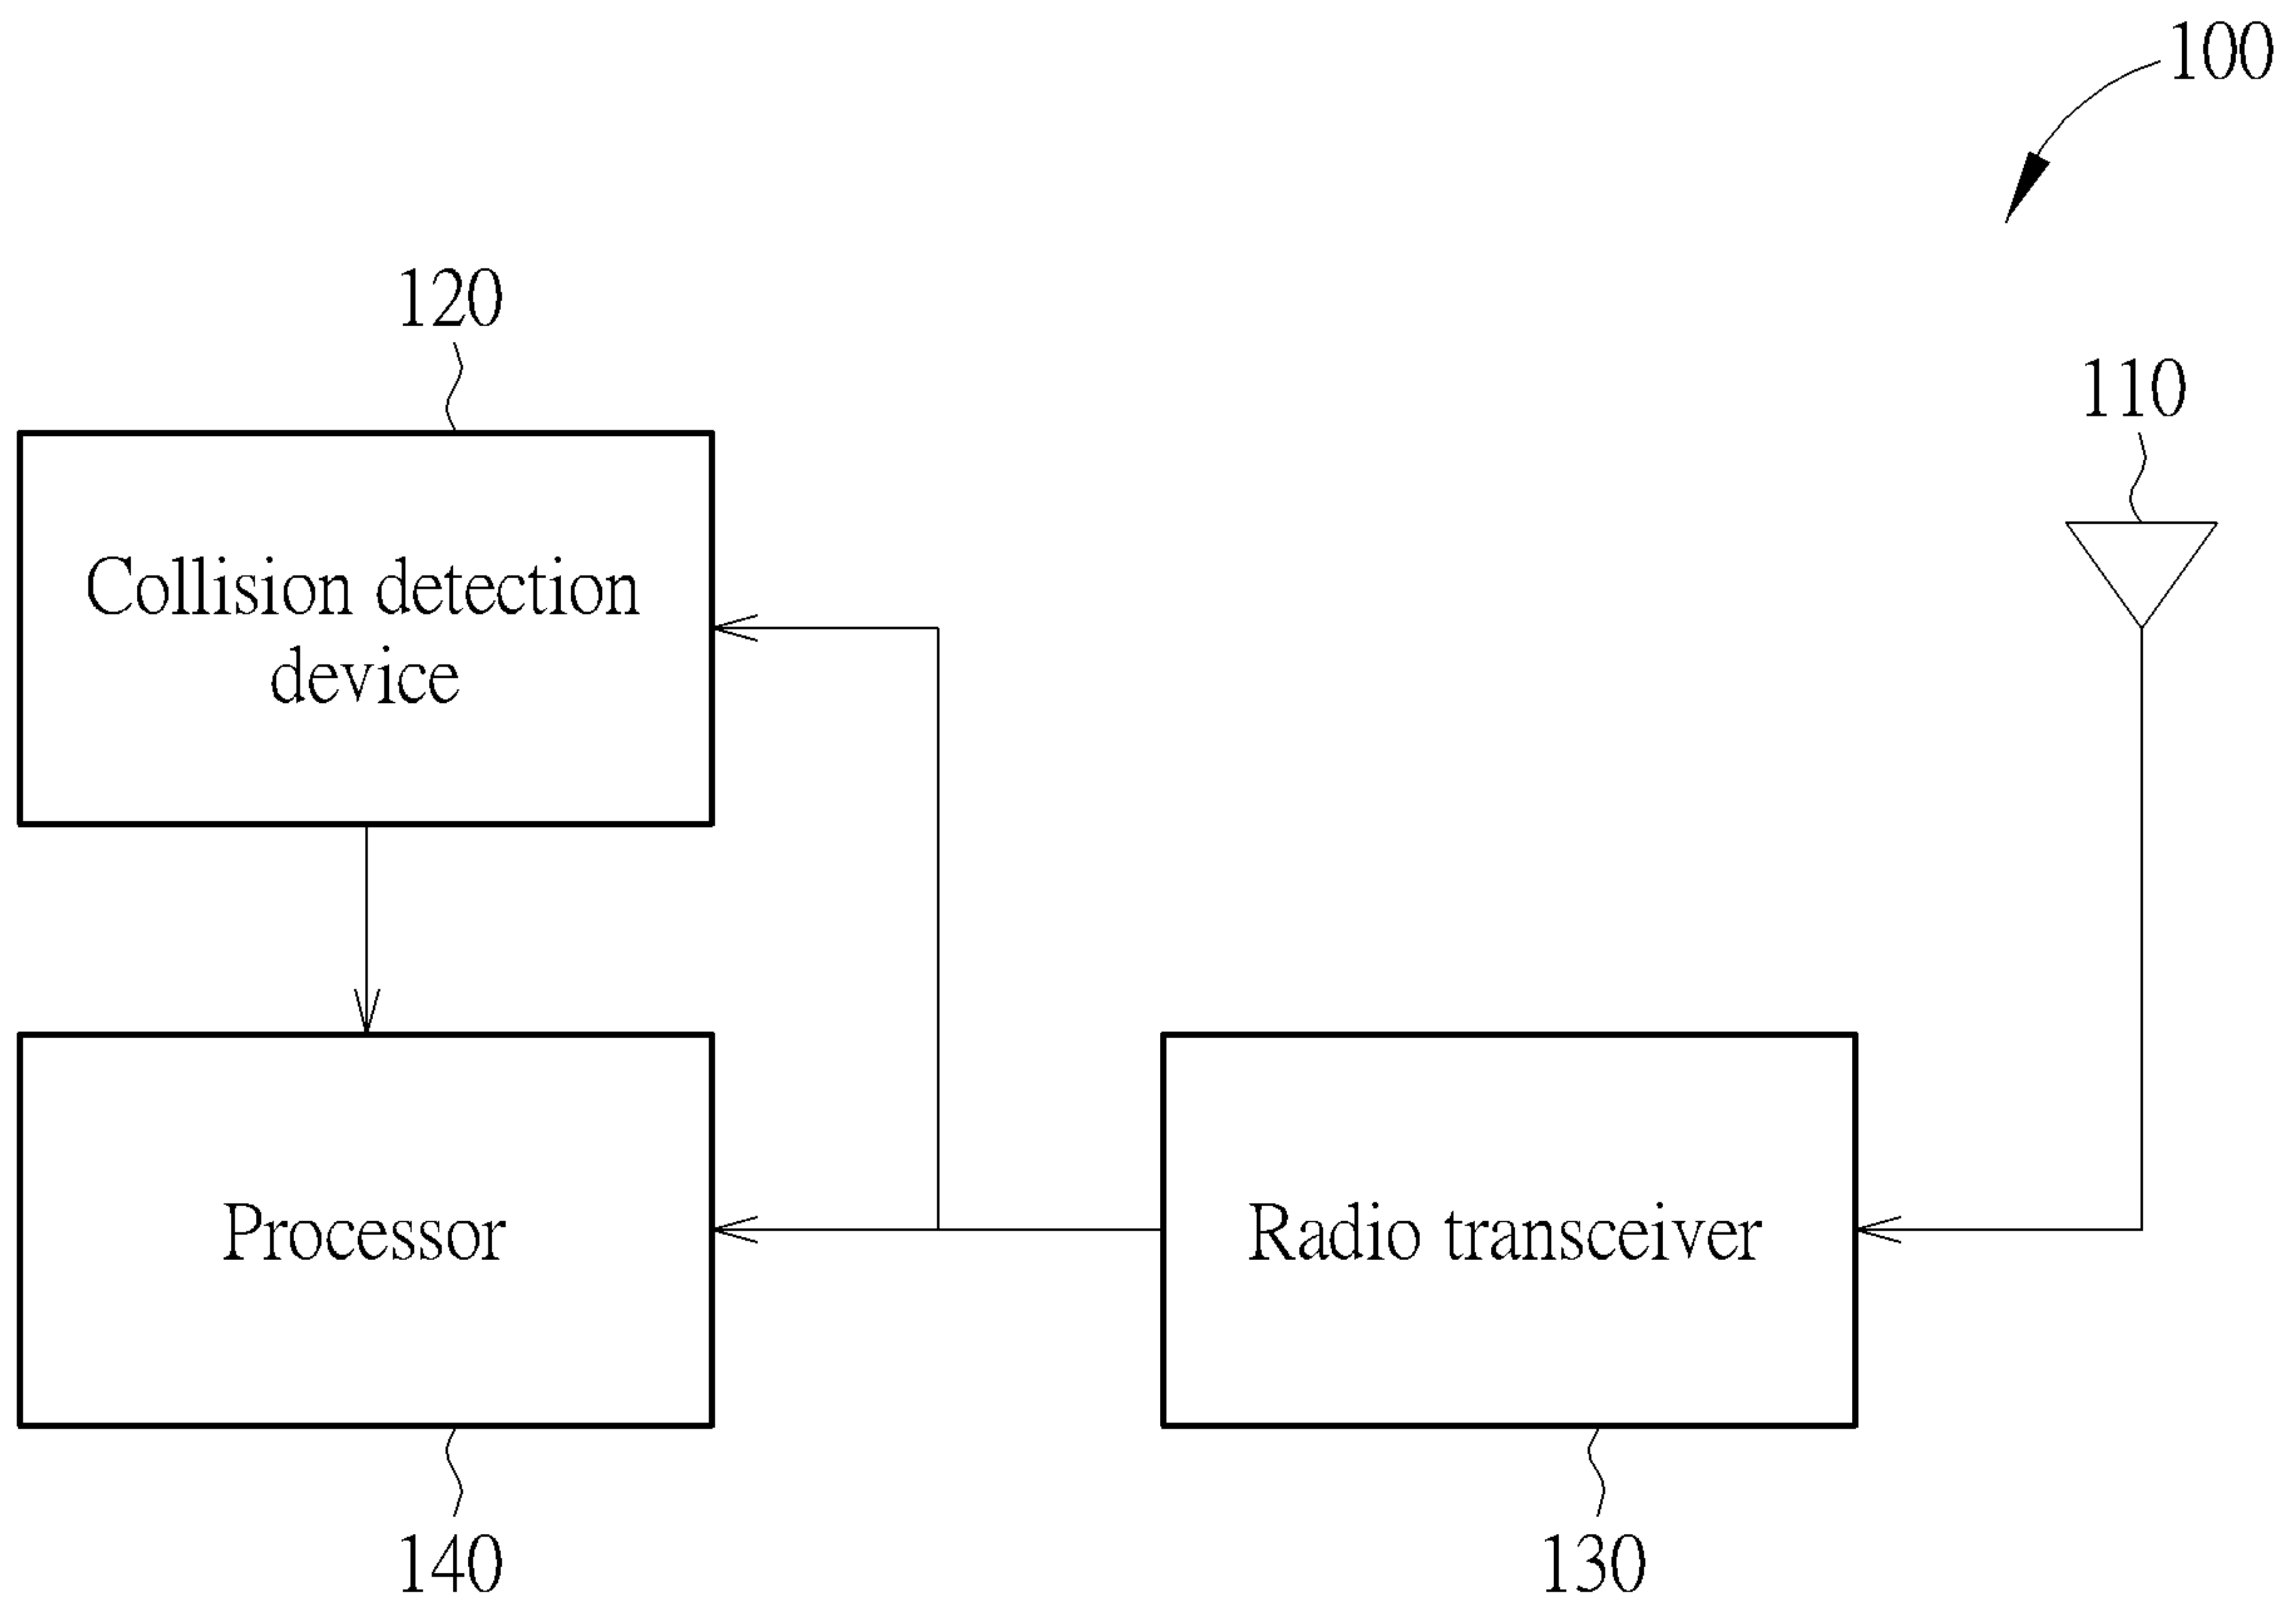 100
120
110
Collision detection
device
Processor
Radio transceiver
140
130